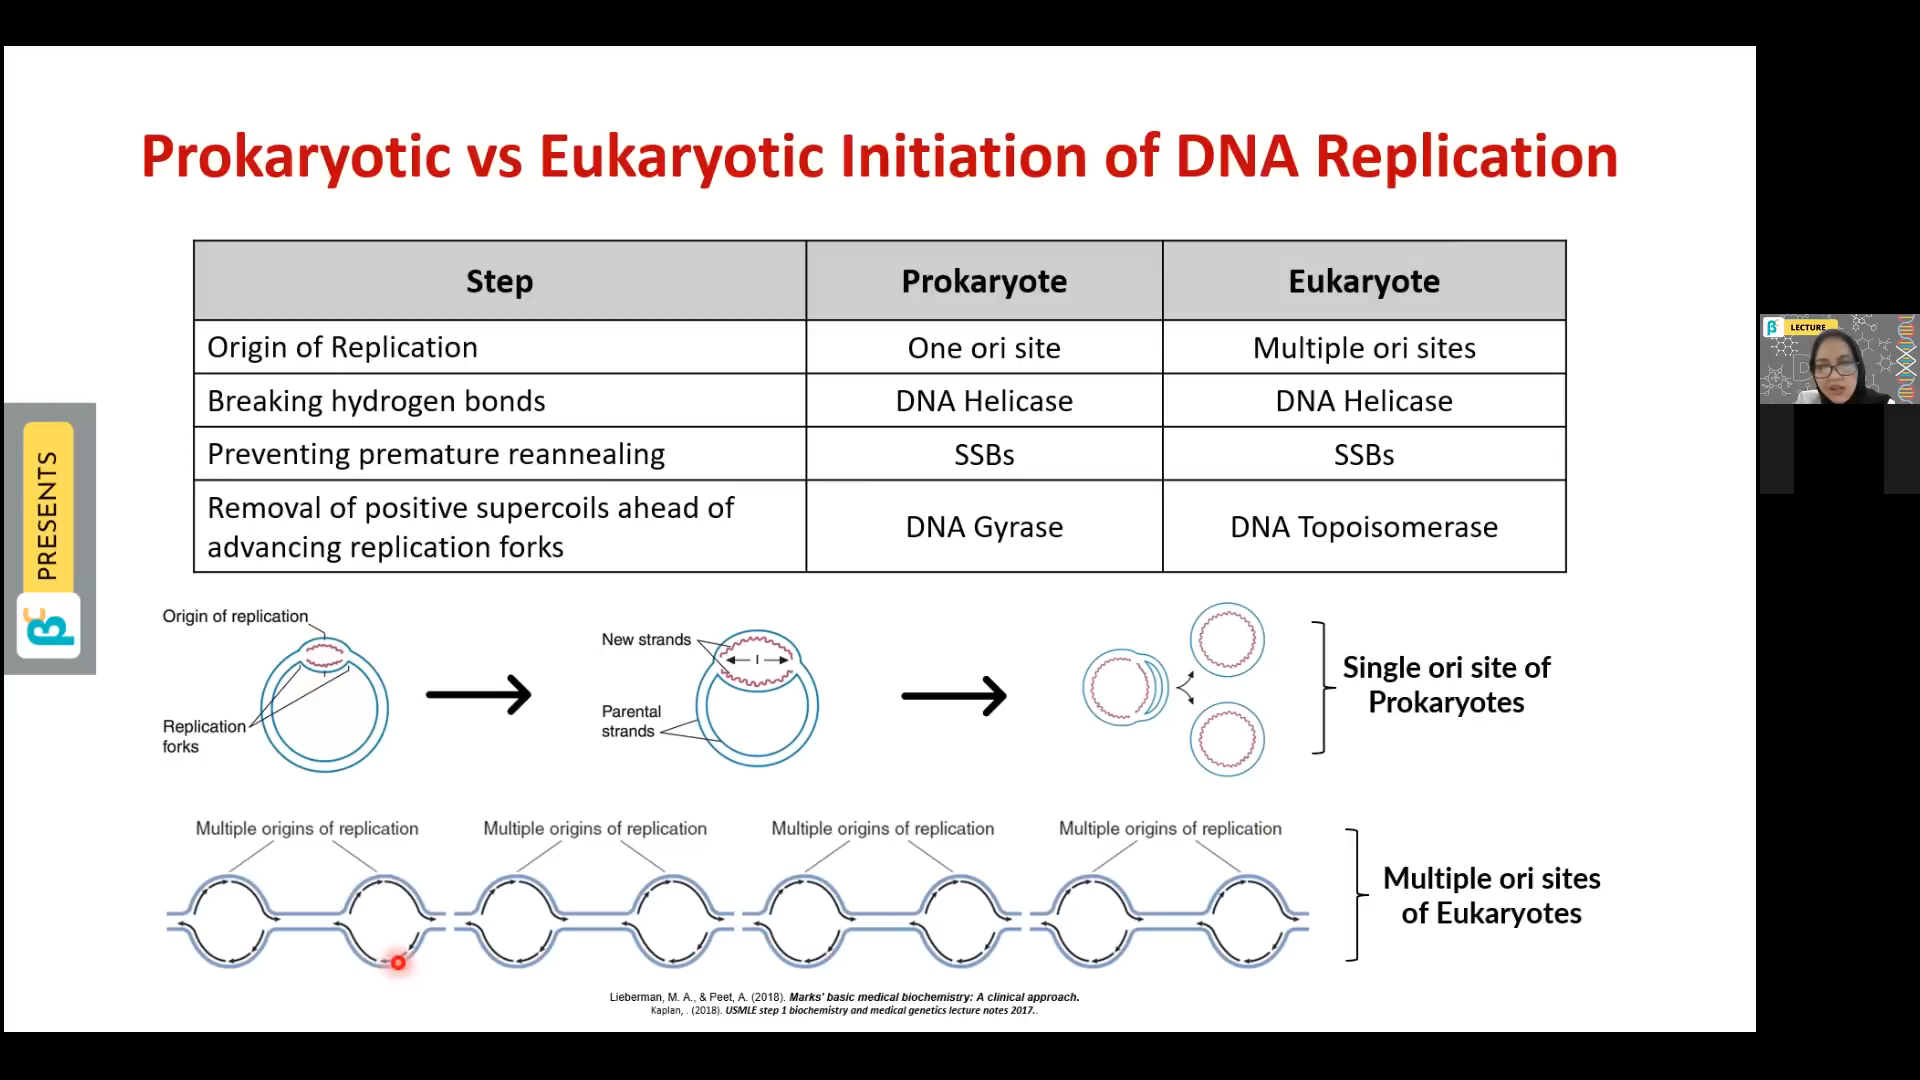 Prokaryotic vs Eukaryotic Initiation of DNA Replication
Step
Prokaryote
Eukaryote
Origin of Replication
One ori site
Multiple ori sites
Breaking hydrogen bonds
DNA Helicase
DNA Helicase
Preventing premature reannealing
SSBs
SSBs
Removal of positive supercoils ahead of
advancing replication forks
DNA Gyrase
DNA Topoisomerase
PRESENTS
βc
LECTURE
Origin of replication
Replication
forks
New strands
I
Parental
strands
Single ori site of
Prokaryotes
Multiple origins of replication
Multiple origins of replication
Multiple origins of replication
Multiple origins of replication
Multiple ori sites
of Eukaryotes
Lieberman, M. A., & Peet, A. (2018). Marks' basic medical biochemistry: A clinical approach.
Kaplan, . (2018). USMLE step 1 biochemistry and medical genetics lecture notes 2017..